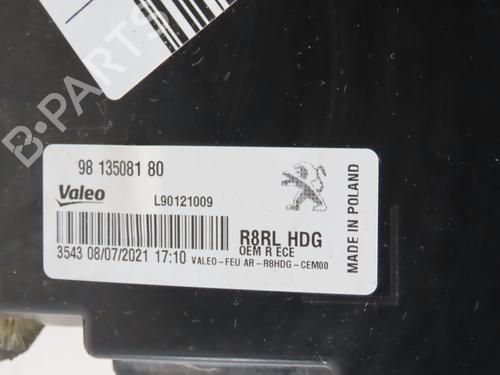 B-PARTS
98 135081 80
Valeo
L90121009
R8RL HDG
OEM R ECE
3543 08/07/2021 17:10 VALEO-FEU AR-R8HDG-CEM00
MADE IN POLAND